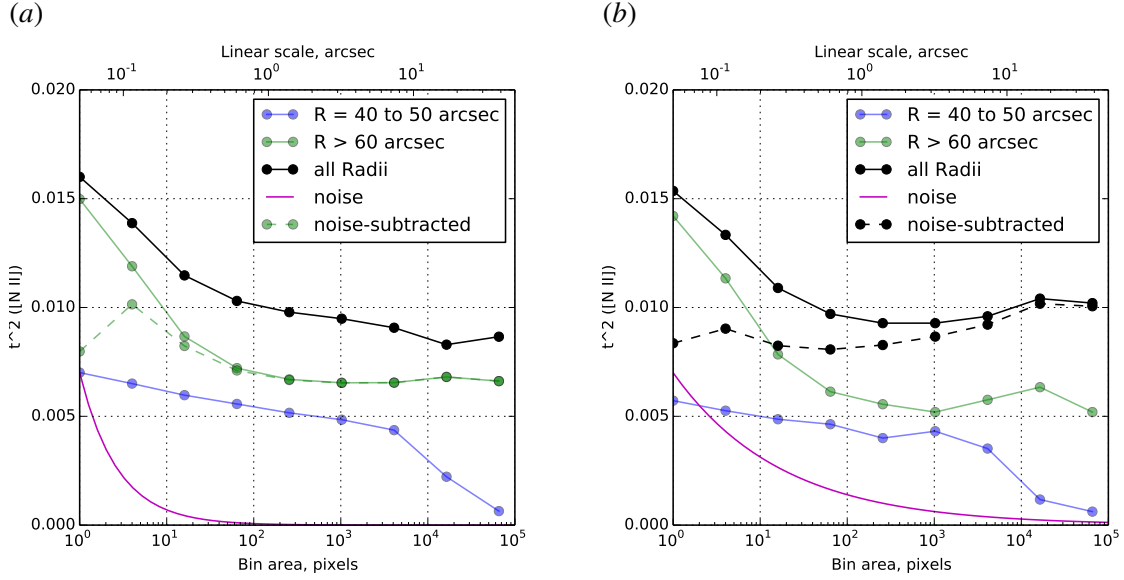 (a)
Linear scale, arcsec
10^-1 10^0 10^1
0.020
0.015
0.010
0.005
0.000
t^2 ([N II])
R = 40 to 50 arcsec
R > 60 arcsec
all Radii
noise
noise-subtracted
10^0 10^1 10^2 10^3 10^4 10^5
Bin area, pixels
(b)
Linear scale, arcsec
10^-1 10^0 10^1
0.020
0.015
0.010
0.005
0.000
t^2 ([N II])
R = 40 to 50 arcsec
R > 60 arcsec
all Radii
noise
noise-subtracted
10^0 10^1 10^2 10^3 10^4 10^5
Bin area, pixels